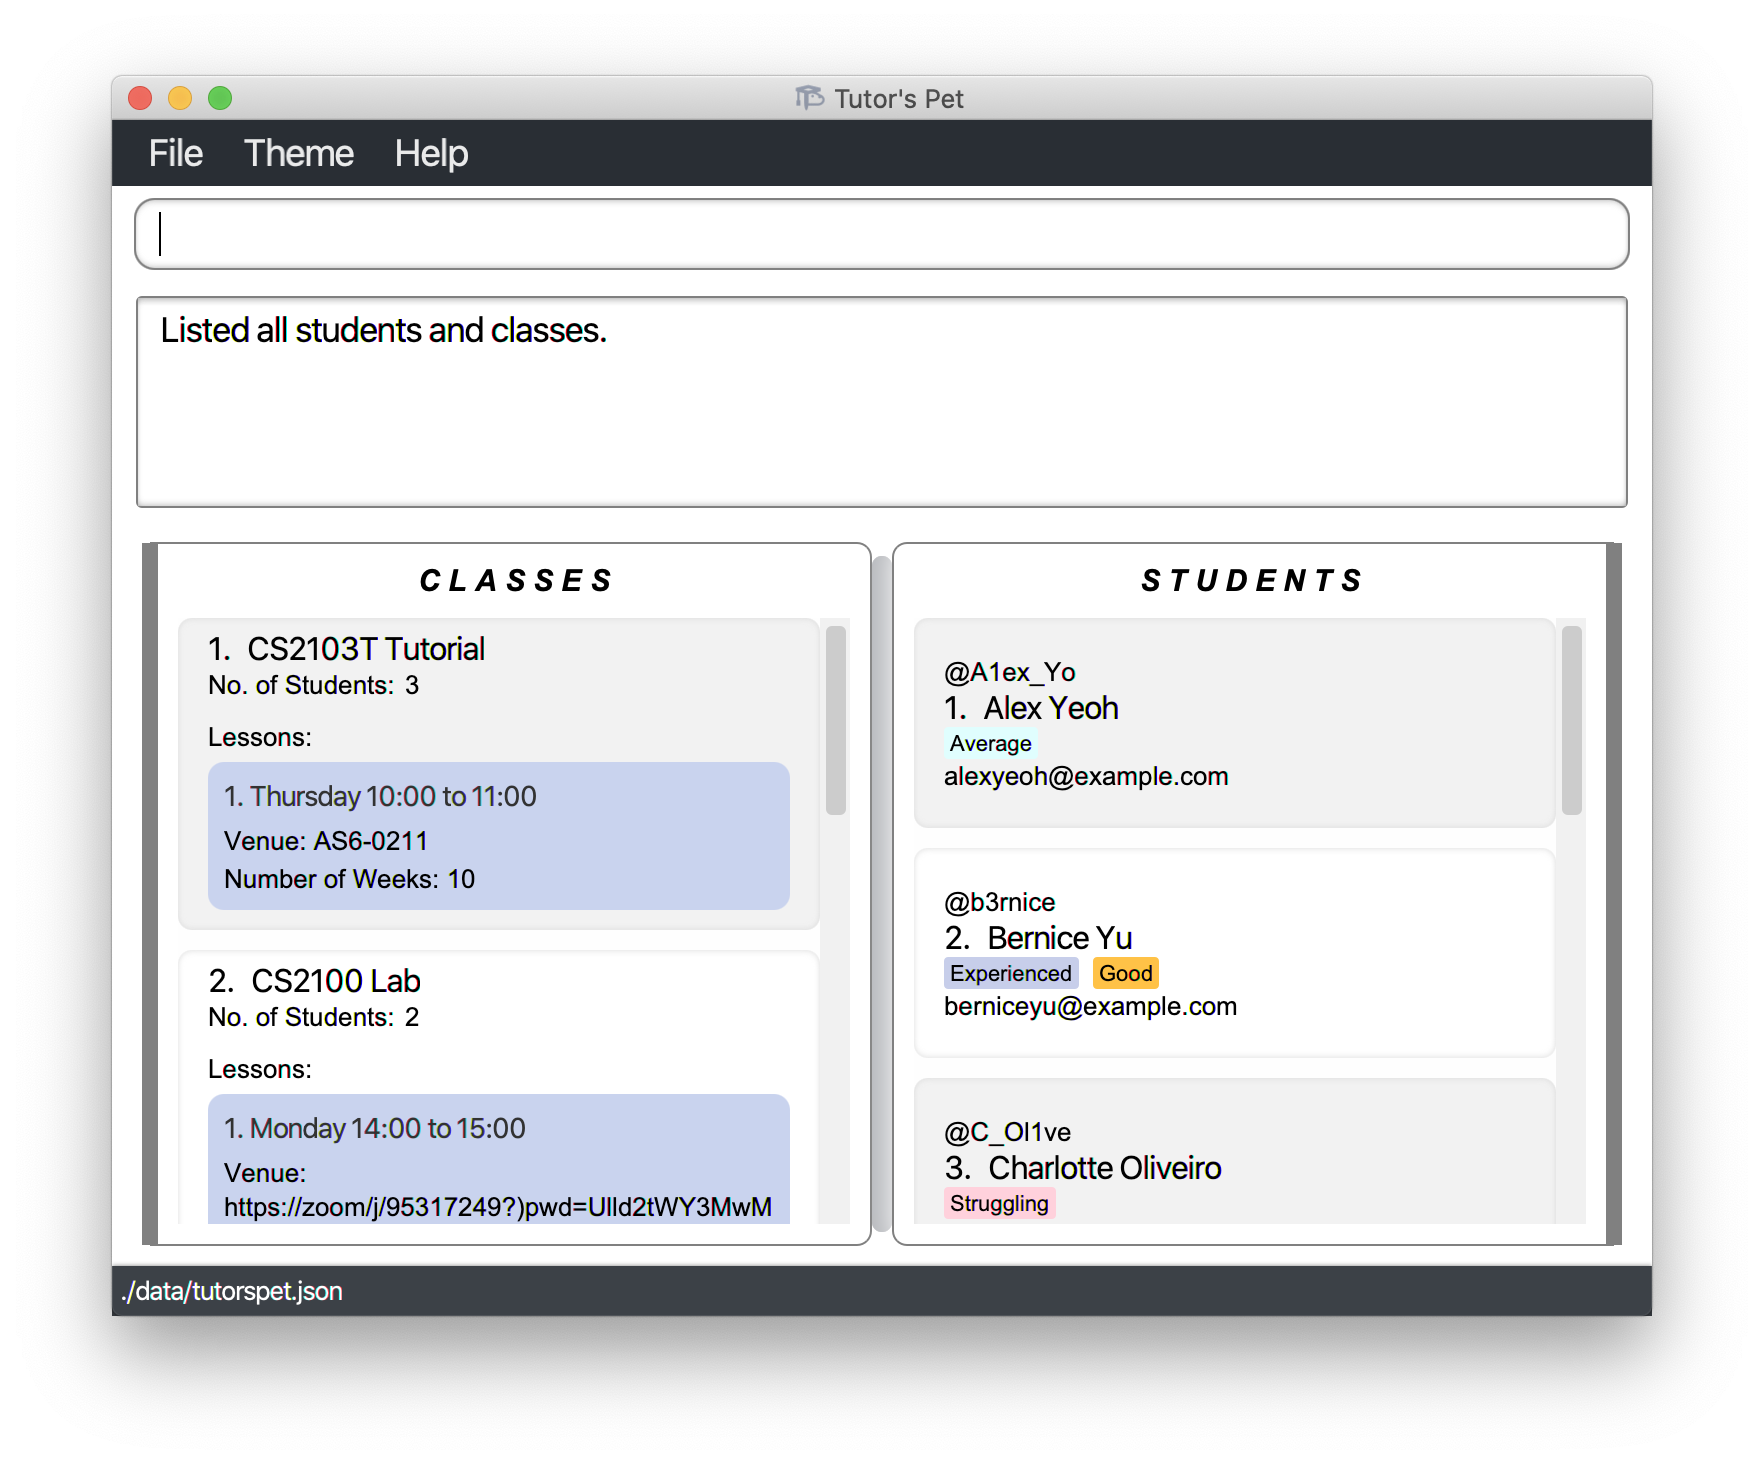 Tutor's Pet
File Theme Help
Listed all students and classes.
CLASSES
1. CS2103T Tutorial
No. of Students: 3
Lessons:
1. Thursday 10:00 to 11:00
Venue: AS6-0211
Number of Weeks: 10
2. CS2100 Lab
No. of Students: 2
Lessons:
1. Monday 14:00 to 15:00
Venue:
https://zoom/j/95317249?)pwd=Ulld2tWY3MwM
STUDENTS
@A1ex_Yo
1. Alex Yeoh
Average
alexyeoh@example.com
@b3rnice
2. Bernice Yu
Experienced Good
berniceyu@example.com
@C_Ol1ve
3. Charlotte Oliveiro
Struggling
./data/tutorspet.json